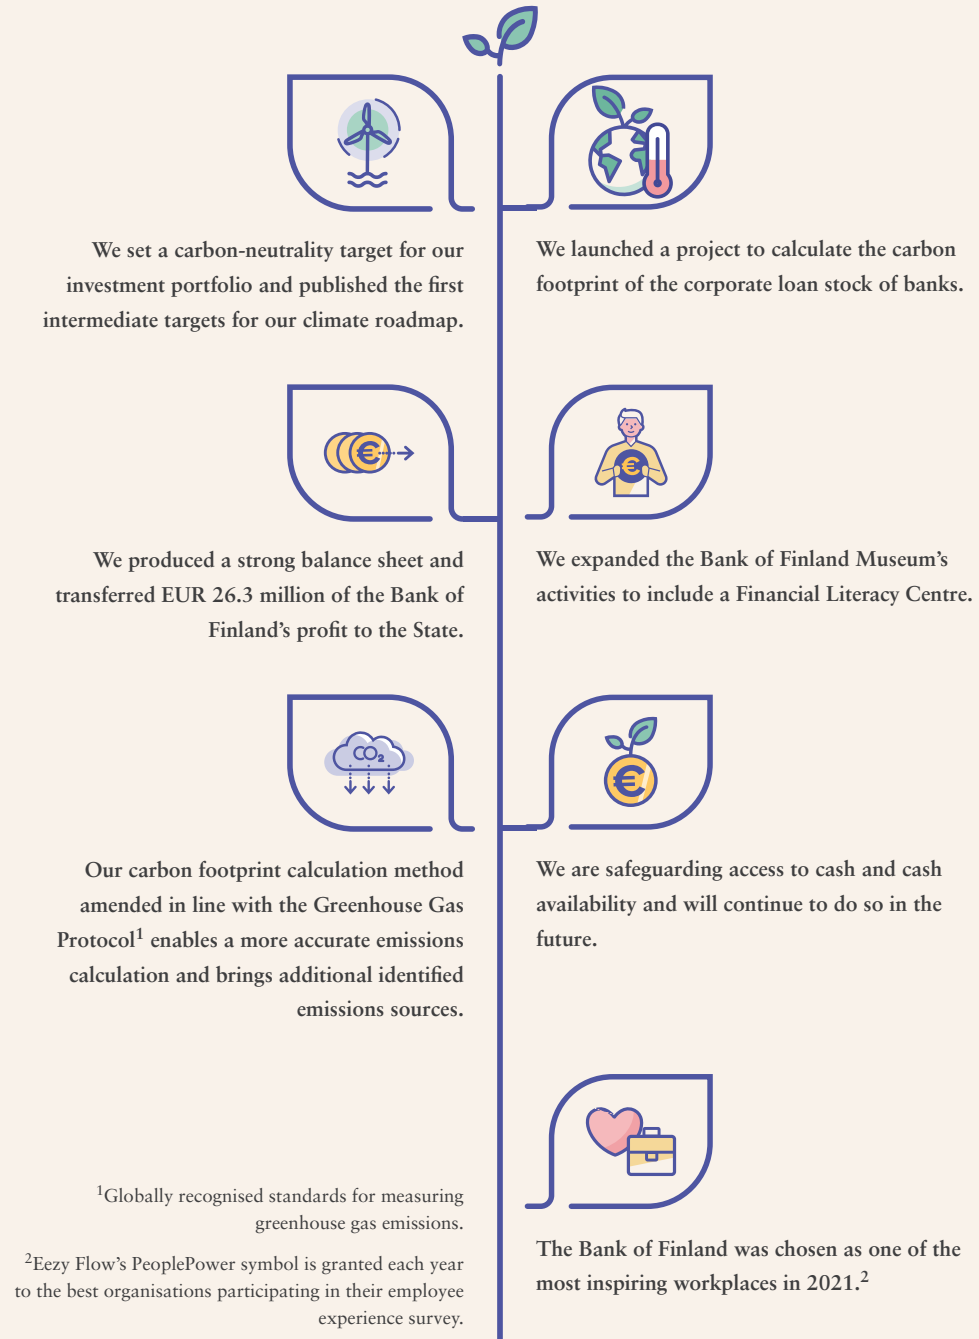 We set a carbon-neutrality target for our
investment portfolio and published the first
intermediate targets for our climate roadmap.
We launched a project to calculate the carbon
footprint of the corporate loan stock of banks.
€
€
We produced a strong balance sheet and
transferred EUR 26.3 million of the Bank of
Finland’s profit to the State.
We expanded the Bank of Finland Museum’s
activities to include a Financial Literacy Centre.
CO₂
€
Our carbon footprint calculation method
amended in line with the Greenhouse Gas
Protocol¹ enables a more accurate emissions
calculation and brings additional identified
emissions sources.
We are safeguarding access to cash and cash
availability and will continue to do so in the
future.
¹Globally recognised standards for measuring
greenhouse gas emissions.
²Eezy Flow’s PeoplePower symbol is granted each year
to the best organisations participating in their employee
experience survey.
The Bank of Finland was chosen as one of the
most inspiring workplaces in 2021.²